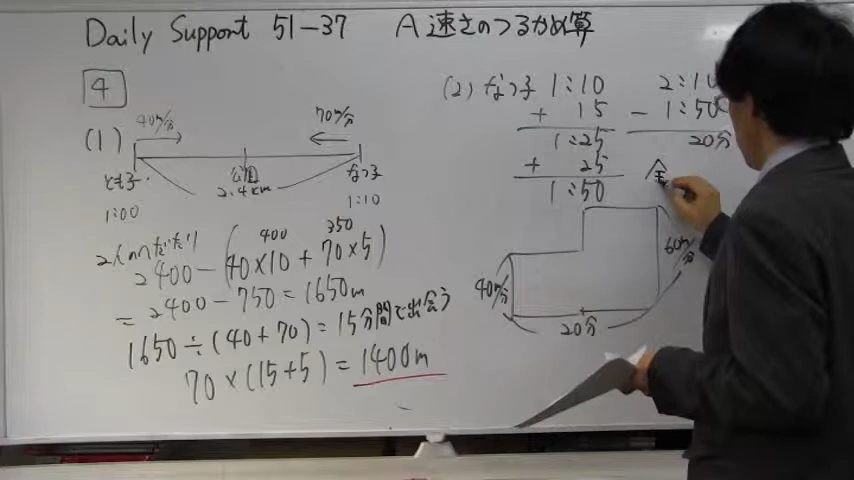 Daily Support 51-37 A 速さのつるかめ算
4
(1)
40m/分
70m/分
とも子
公園
なつ子
2.4km
1:00
1:10
2人のへだたり
400 350
2400 - (40×10 + 70×5)
= 2400 - 750 = 1650m
1650 ÷ (40 + 70) = 15分間で出会う
70 × (15+5) = 1400m
(2) なつ子 1:10
+ 15
1:25
+ 25
1:50
2:10
- 1:50
20分
全
40m/分
60m/分
20分